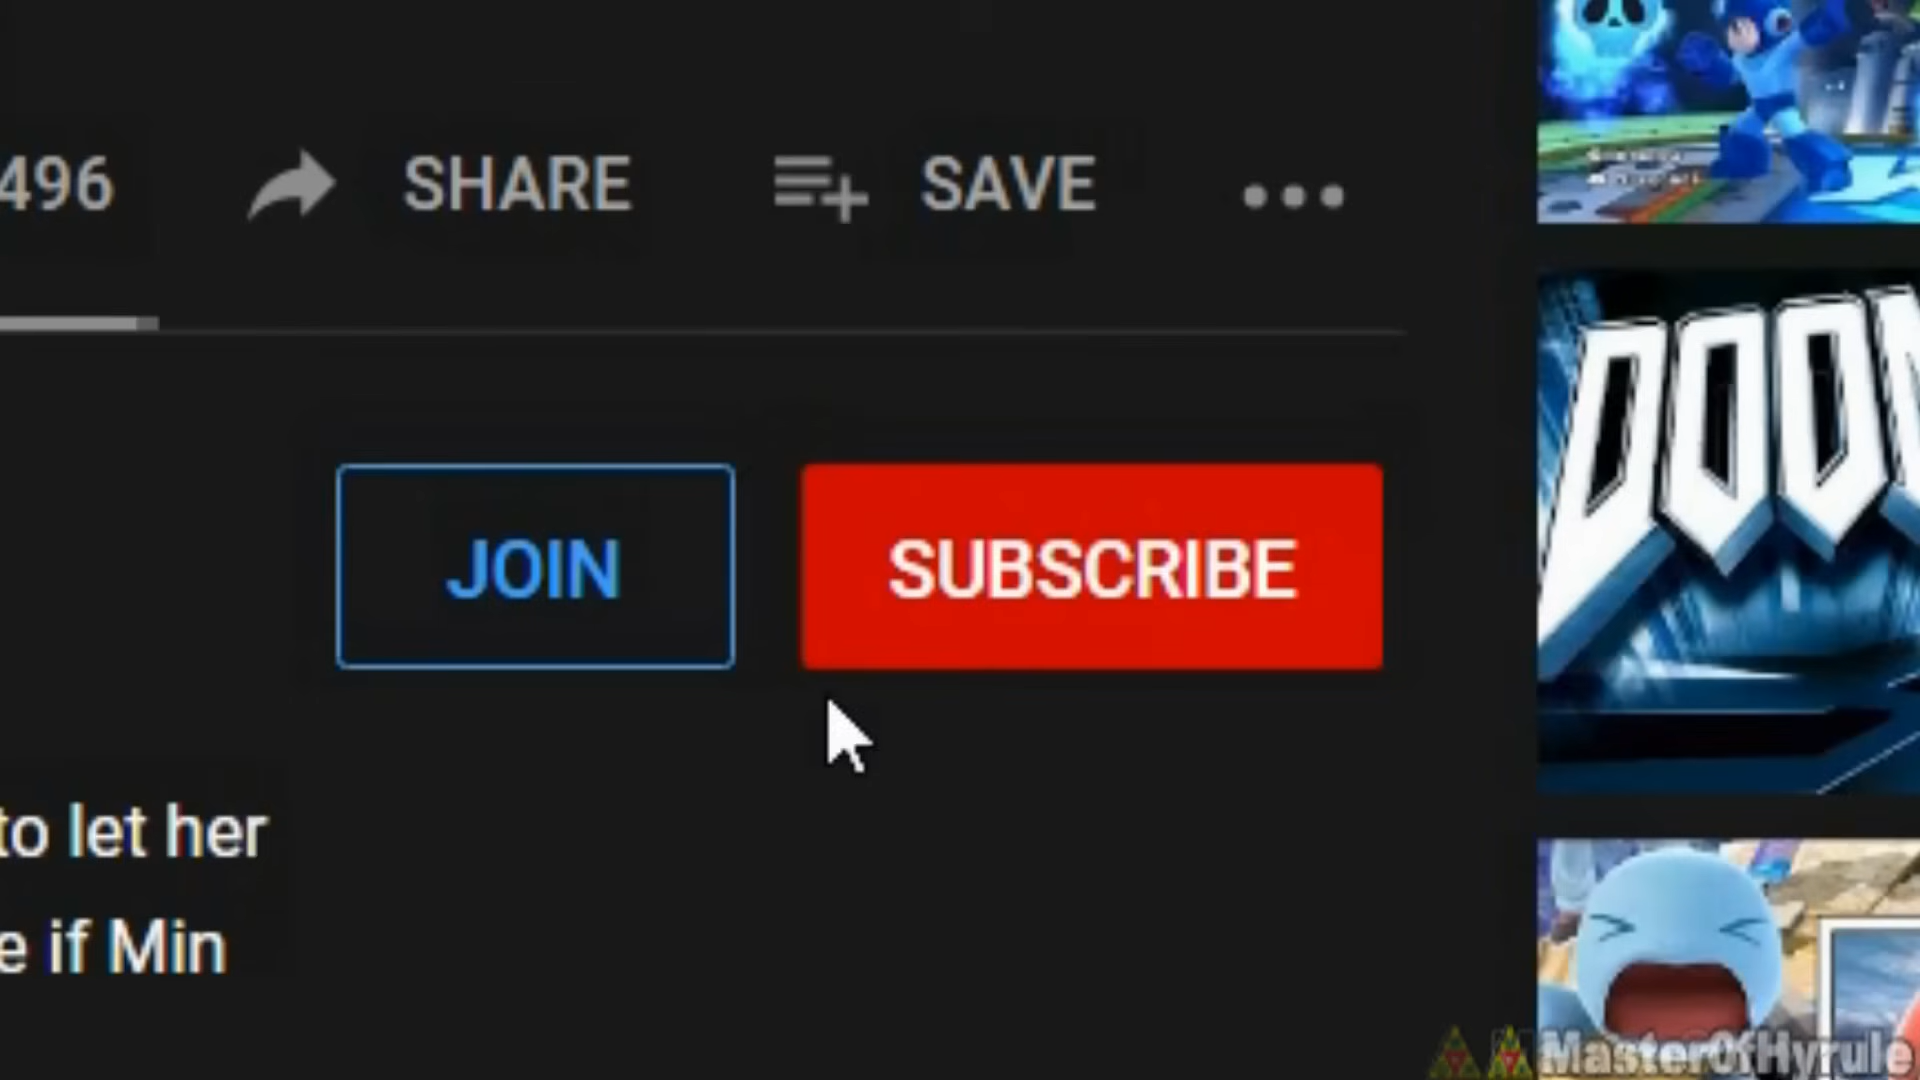 496 SHARE SAVE
JOIN SUBSCRIBE
to let her
e if Min
MasterOfHyrule